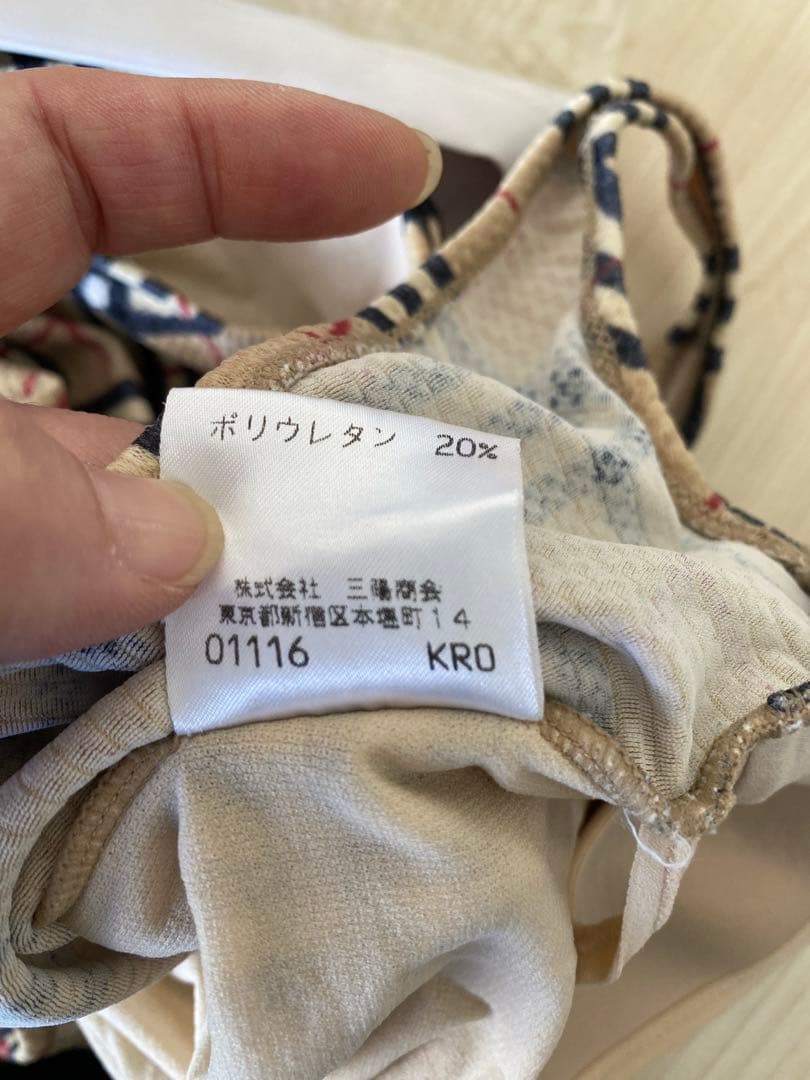 ポリウレタン 20%
株式会社 三陽商会
東京都新宿区本塩町14
01116 KR0